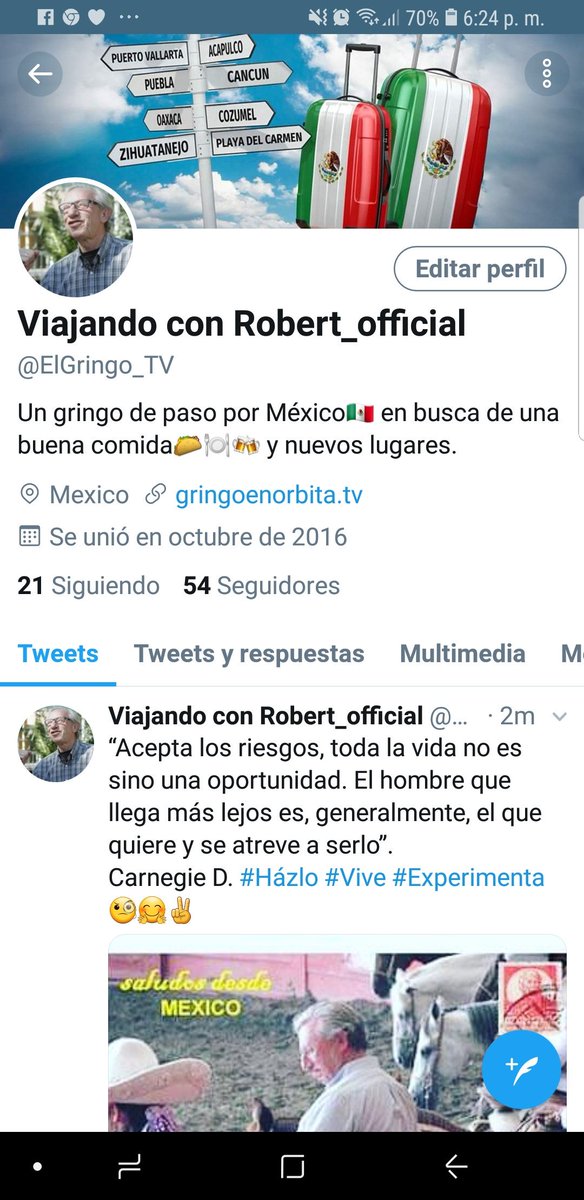 70% 6:24 p. m.
PUERTO VALLARTA
ACAPULCO
PUEBLA
CANCUN
OAXACA
COZUMEL
ZIHUATANEJO
PLAYA DEL CARMEN
Editar perfil
Viajando con Robert_official
@ElGringo_TV
Un gringo de paso por México🇲🇽 en busca de una
buena comida🌮🍽🍻 y nuevos lugares.
Mexico gringoenorbita.tv
Se unió en octubre de 2016
21 Siguiendo 54 Seguidores
Tweets Tweets y respuestas Multimedia M
Viajando con Robert_official @... · 2m
“Acepta los riesgos, toda la vida no es
sino una oportunidad. El hombre que
llega más lejos es, generalmente, el que
quiere y se atreve a serlo”.
Carnegie D. #Házlo #Vive #Experimenta
🧐🤗✌
saludos desde
MEXICO